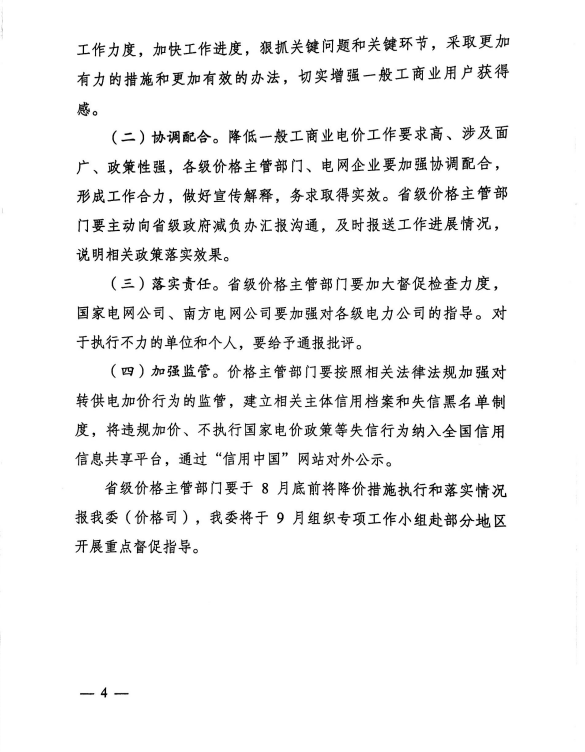 工作力度，加快工作进度，狠抓关键问题和关键环节，采取更加
有力的措施和更加有效的办法，切实增强一般工商业用户获得
感。
（二）协调配合。降低一般工商业电价工作要求高、涉及面
广、政策性强，各级价格主管部门、电网企业要加强协调配合，
形成工作合力，做好宣传解释，务求取得实效。省级价格主管部
门要主动向省级政府减负办汇报沟通，及时报送工作进展情况，
说明相关政策落实效果。
（三）落实责任。省级价格主管部门要加大督促检查力度，
国家电网公司、南方电网公司要加强对各级电力公司的指导。对
于执行不力的单位和个人，要给予通报批评。
（四）加强监管。价格主管部门要按照相关法律法规加强对
转供电加价行为的监管，建立相关主体信用档案和失信黑名单制
度，将违规加价、不执行国家电价政策等失信行为纳入全国信用
信息共享平台，通过“信用中国”网站对外公示。
省级价格主管部门要于 8 月底前将降价措施执行和落实情况
报我委（价格司），我委将于 9 月组织专项工作小组赴部分地区
开展重点督促指导。
— 4 —